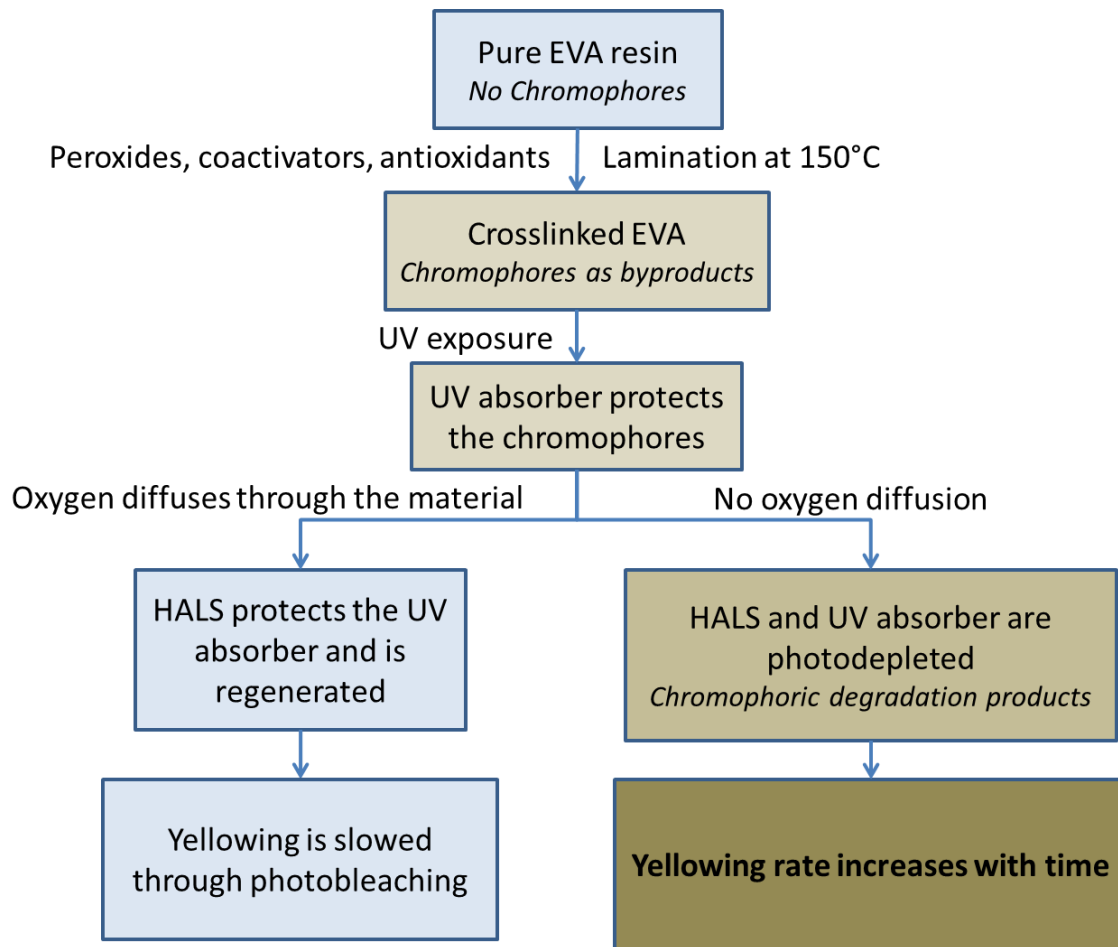 Pure EVA resin
No Chromophores
Peroxides, coactivators, antioxidants
Lamination at 150°C
Crosslinked EVA
Chromophores as byproducts
UV exposure
UV absorber protects
the chromophores
Oxygen diffuses through the material
No oxygen diffusion
HALS protects the UV
absorber and is
regenerated
HALS and UV absorber are
photodepleted
Chromophoric degradation products
Yellowing is slowed
through photobleaching
Yellowing rate increases with time